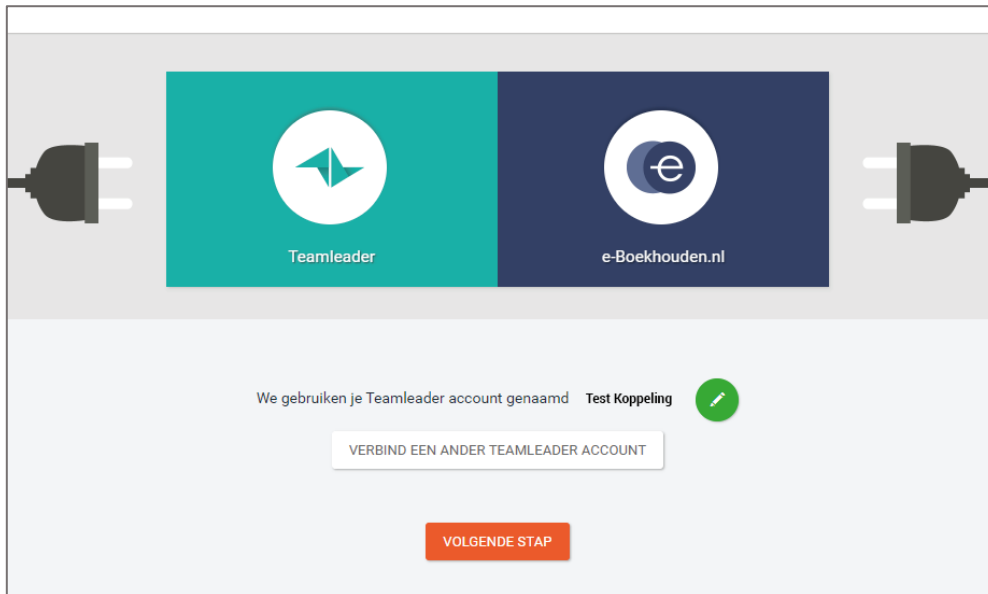 Teamleader
e
e-Boekhouden.nl
We gebruiken je Teamleader account genaamd Test Koppeling
VERBIND EEN ANDER TEAMLEADER ACCOUNT
VOLGENDE STAP